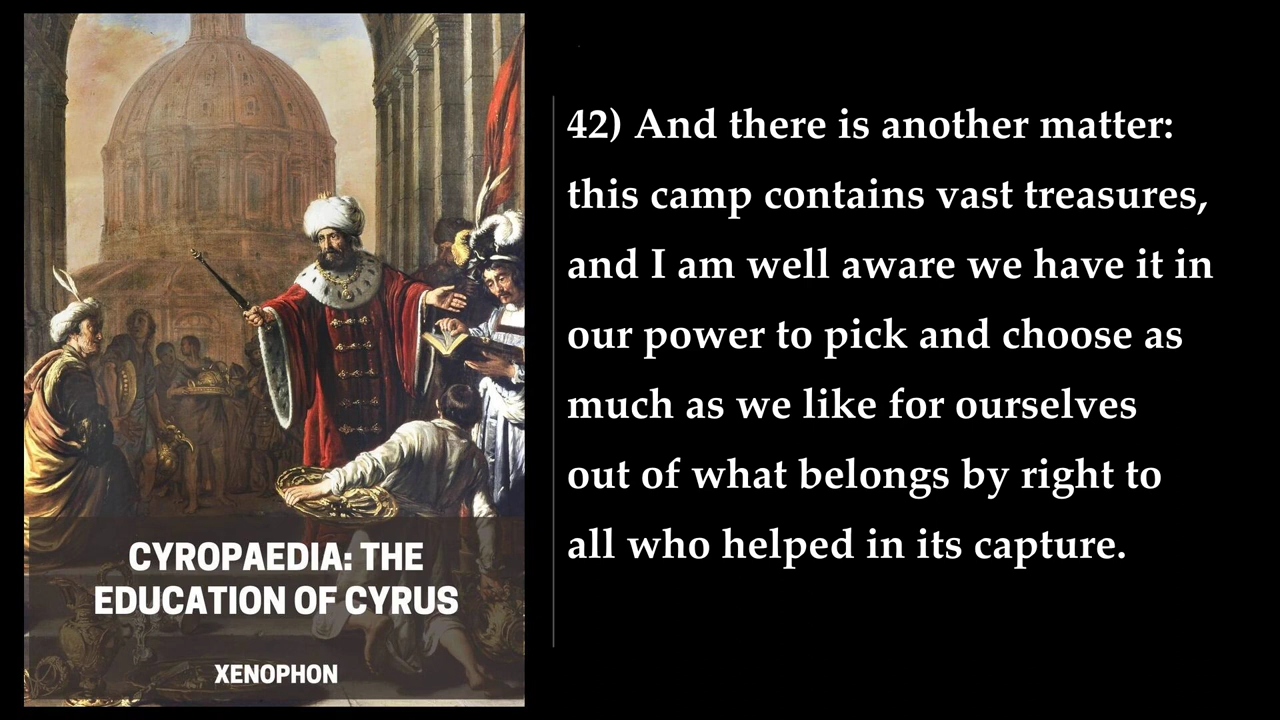 CYROPAEDIA: THE
EDUCATION OF CYRUS
XENOPHON
42) And there is another matter:
this camp contains vast treasures,
and I am well aware we have it in
our power to pick and choose as
much as we like for ourselves
out of what belongs by right to
all who helped in its capture.